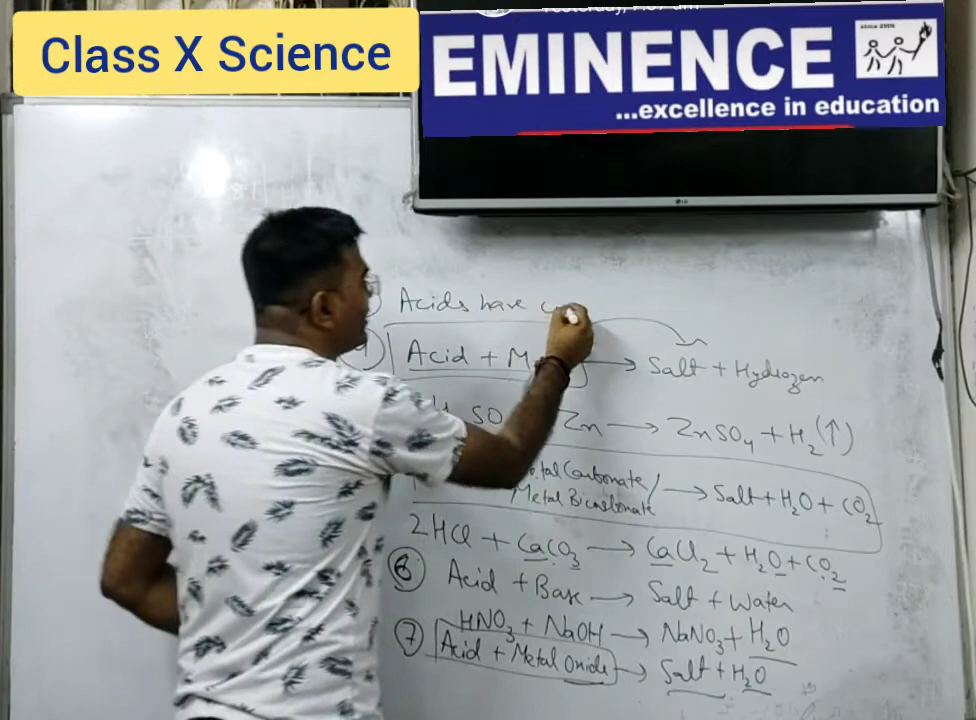 Class X Science
EMINENCE
...excellence in education
LG
Acids have
Acid + M → Salt + Hydrogen
SO Zn → ZnSO₄ + H₂(↑)
Carbonate/
Metal Bicarbonate → Salt + H₂O + CO₂
2HCl + CaCO₃ → CaCl₂ + H₂O + CO₂
⑥ Acid + Base → Salt + Water
HNO₃ + NaOH → NaNO₃ + H₂O
⑦ Acid + Metal Oxide → Salt + H₂O